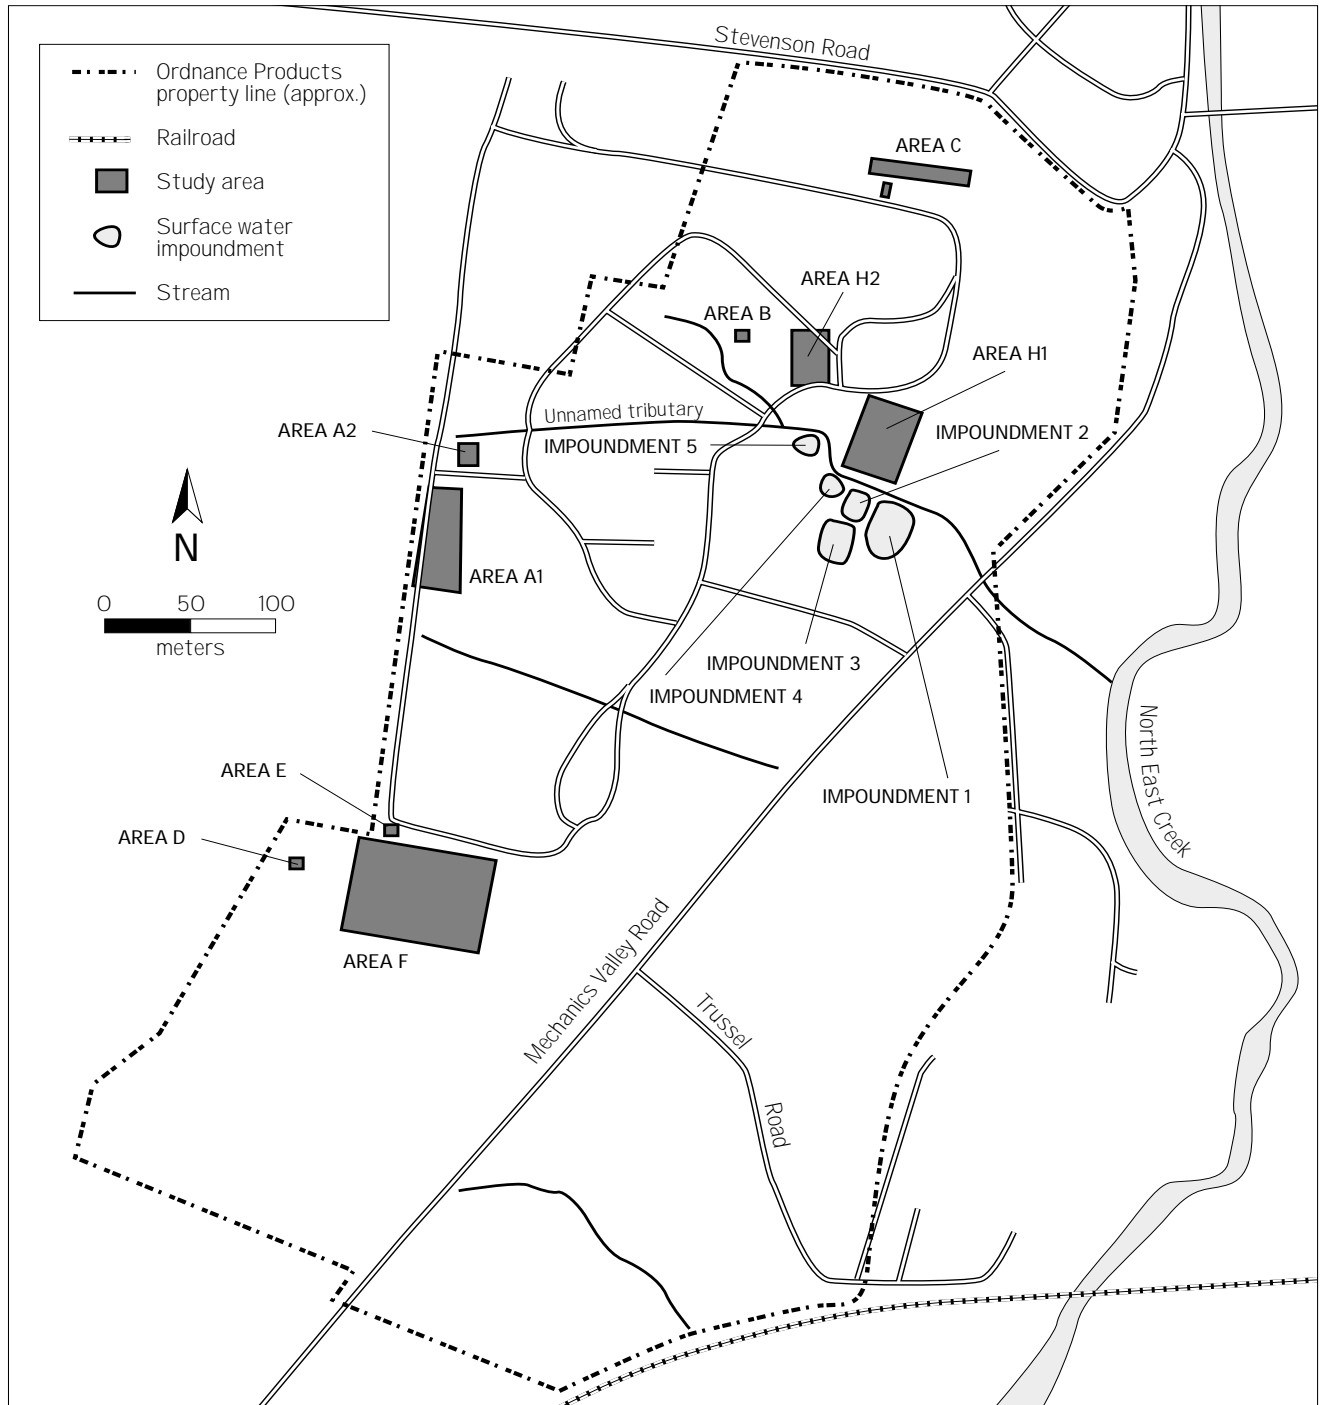 Stevenson Road
Ordnance Products
property line (approx.)
Railroad
Study area
Surface water
impoundment
Stream
AREA C
AREA H2
AREA B
AREA H1
Unnamed tributary
AREA A2
IMPOUNDMENT 5
IMPOUNDMENT 2
N
AREA A1
0 50 100
meters
IMPOUNDMENT 3
IMPOUNDMENT 4
North East Creek
AREA E
IMPOUNDMENT 1
AREA D
AREA F
Mechanics Valley Road
Trussel
Road